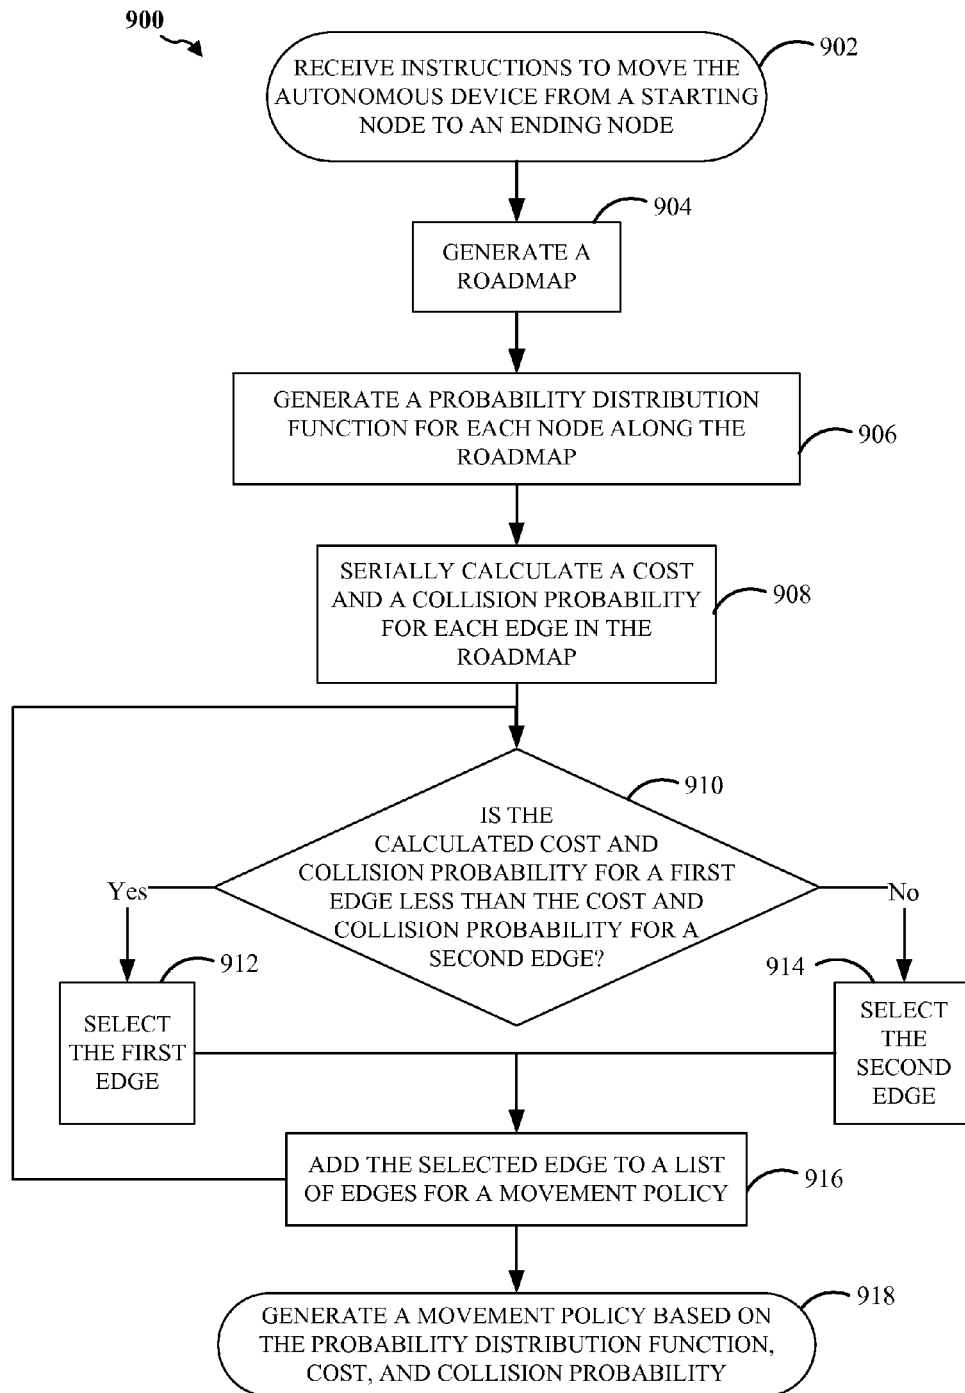 900
902
RECEIVE INSTRUCTIONS TO MOVE THE
AUTONOMOUS DEVICE FROM A STARTING
NODE TO AN ENDING NODE
904
GENERATE A
ROADMAP
GENERATE A PROBABILITY DISTRIBUTION
FUNCTION FOR EACH NODE ALONG THE
ROADMAP
906
SERIALLY CALCULATE A COST
AND A COLLISION PROBABILITY
FOR EACH EDGE IN THE
ROADMAP
908
910
IS THE
CALCULATED COST AND
COLLISION PROBABILITY FOR A FIRST
EDGE LESS THAN THE COST AND
COLLISION PROBABILITY FOR A
SECOND EDGE?
Yes
No
912
SELECT
THE FIRST
EDGE
914
SELECT
THE
SECOND
EDGE
ADD THE SELECTED EDGE TO A LIST
OF EDGES FOR A MOVEMENT POLICY
916
918
GENERATE A MOVEMENT POLICY BASED ON
THE PROBABILITY DISTRIBUTION FUNCTION,
COST, AND COLLISION PROBABILITY